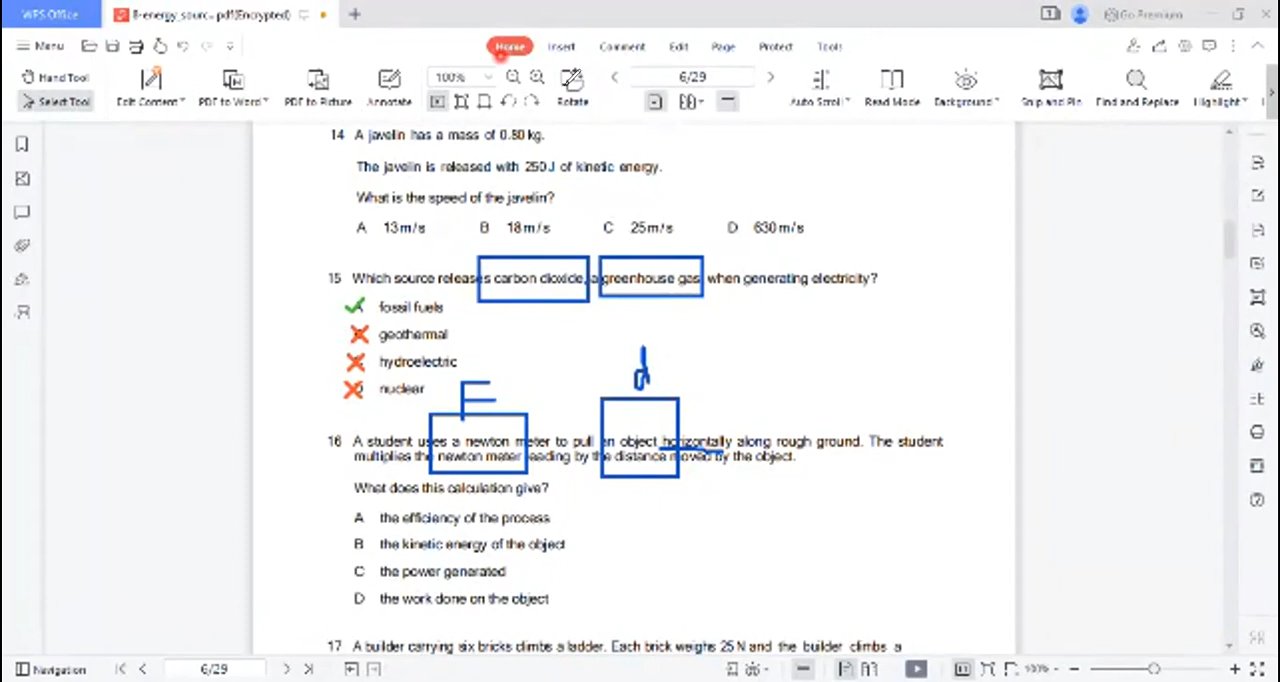 WPS Office
8-energy_sourc... pdf(Encrypted)
Go Premium
Menu
Home
Insert
Comment
Edit
Page
Protect
Tools
Hand Tool
Select Tool
Edit Content
PDF to Word
PDF to Picture
Annotate
100%
6/29
Rotate
Auto Scroll
Read Mode
Background
Snip and Pin
Find and Replace
Highlight
14 A javelin has a mass of 0.80 kg.
The javelin is released with 250 J of kinetic energy.
What is the speed of the javelin?
A 13 m/s B 18 m/s C 25 m/s D 630 m/s
15 Which source releases carbon dioxide, a greenhouse gas, when generating electricity?
A fossil fuels
geothermal
hydroelectric
nuclear
F
d
16 A student uses a newton meter to pull an object horizontally along rough ground. The student
multiplies the newton meter reading by the distance moved by the object.
What does this calculation give?
A the efficiency of the process
B the kinetic energy of the object
C the power generated
D the work done on the object
17 A builder carrying six bricks climbs a ladder. Each brick weighs 25 N and the builder climbs a
Navigation
6/29
100%